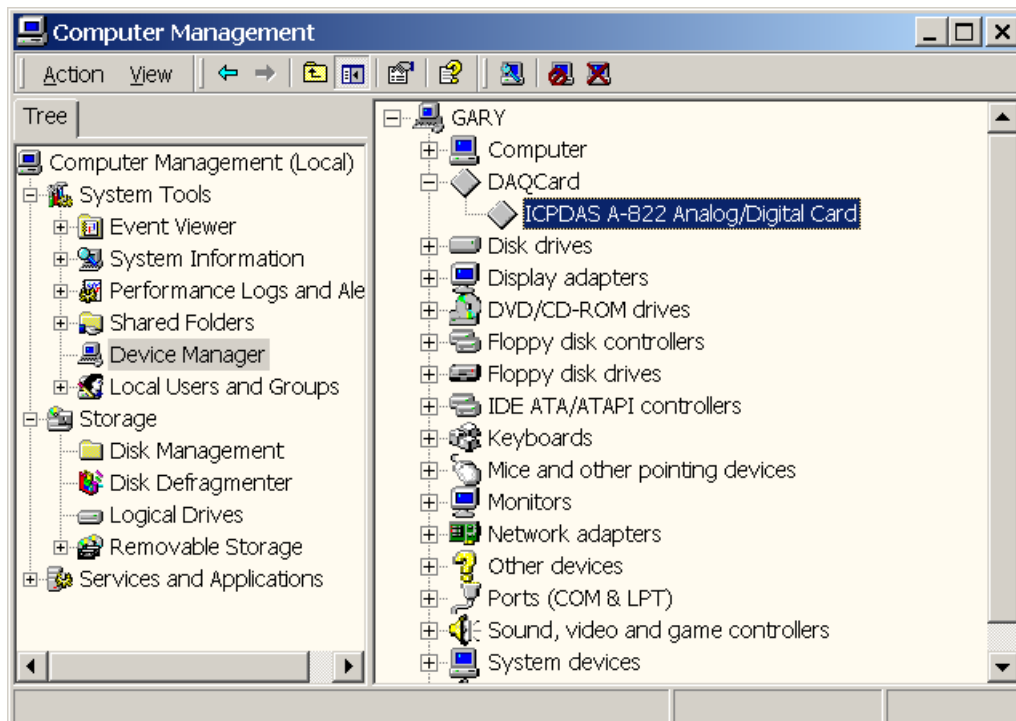 Computer Management
Action View
Tree
Computer Management (Local)
System Tools
Event Viewer
System Information
Performance Logs and Ale
Shared Folders
Device Manager
Local Users and Groups
Storage
Disk Management
Disk Defragmenter
Logical Drives
Removable Storage
Services and Applications
GARY
Computer
DAQCard
ICPDAS A-822 Analog/Digital Card
Disk drives
Display adapters
DVD/CD-ROM drives
Floppy disk controllers
Floppy disk drives
IDE ATA/ATAPI controllers
Keyboards
Mice and other pointing devices
Monitors
Network adapters
Other devices
Ports (COM & LPT)
Sound, video and game controllers
System devices